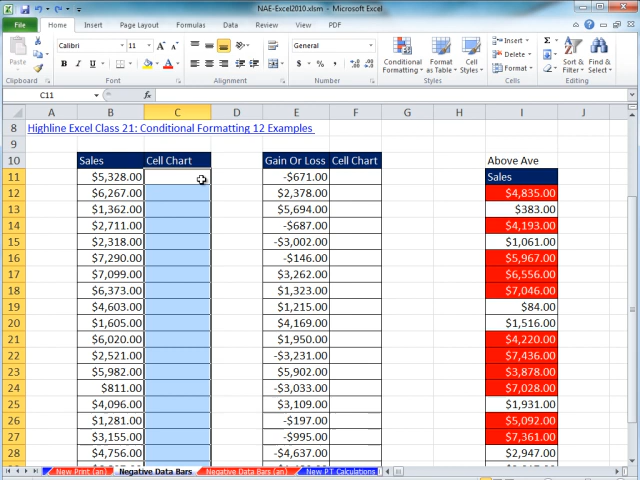 NAE-Excel2010.xlsm - Microsoft Excel
File Home Insert Page Layout Formulas Data Review View PDF
Calibri 11 General
Paste B I U $ % , Conditional Formatting Format as Table Cell Styles Insert Delete Format Σ Sort & Filter Find & Select
Clipboard Font Alignment Number Styles Cells Editing
C11 fx
A B C D E F G H I J
8 Highline Excel Class 21: Conditional Formatting 12 Examples
9
10 Sales Cell Chart Gain Or Loss Cell Chart Above Ave
11 $5,328.00 -$671.00 Sales
12 $6,267.00 $2,378.00 $4,835.00
13 $1,362.00 $5,694.00 $383.00
14 $2,711.00 -$687.00 $4,193.00
15 $2,318.00 -$3,002.00 $1,061.00
16 $7,290.00 -$146.00 $5,967.00
17 $7,099.00 $3,262.00 $6,556.00
18 $6,373.00 $1,323.00 $7,046.00
19 $4,603.00 $1,215.00 $84.00
20 $1,605.00 $4,169.00 $1,516.00
21 $6,020.00 $1,950.00 $4,220.00
22 $2,521.00 -$3,231.00 $7,436.00
23 $5,982.00 $5,902.00 $3,878.00
24 $811.00 -$3,033.00 $7,028.00
25 $4,096.00 $3,109.00 $1,931.00
26 $1,281.00 -$197.00 $5,092.00
27 $3,155.00 -$995.00 $7,361.00
28 $4,756.00 -$4,637.00 $2,947.00
New Print (an) Negative Data Bars Negative Data Bars (an) New PT Calculations